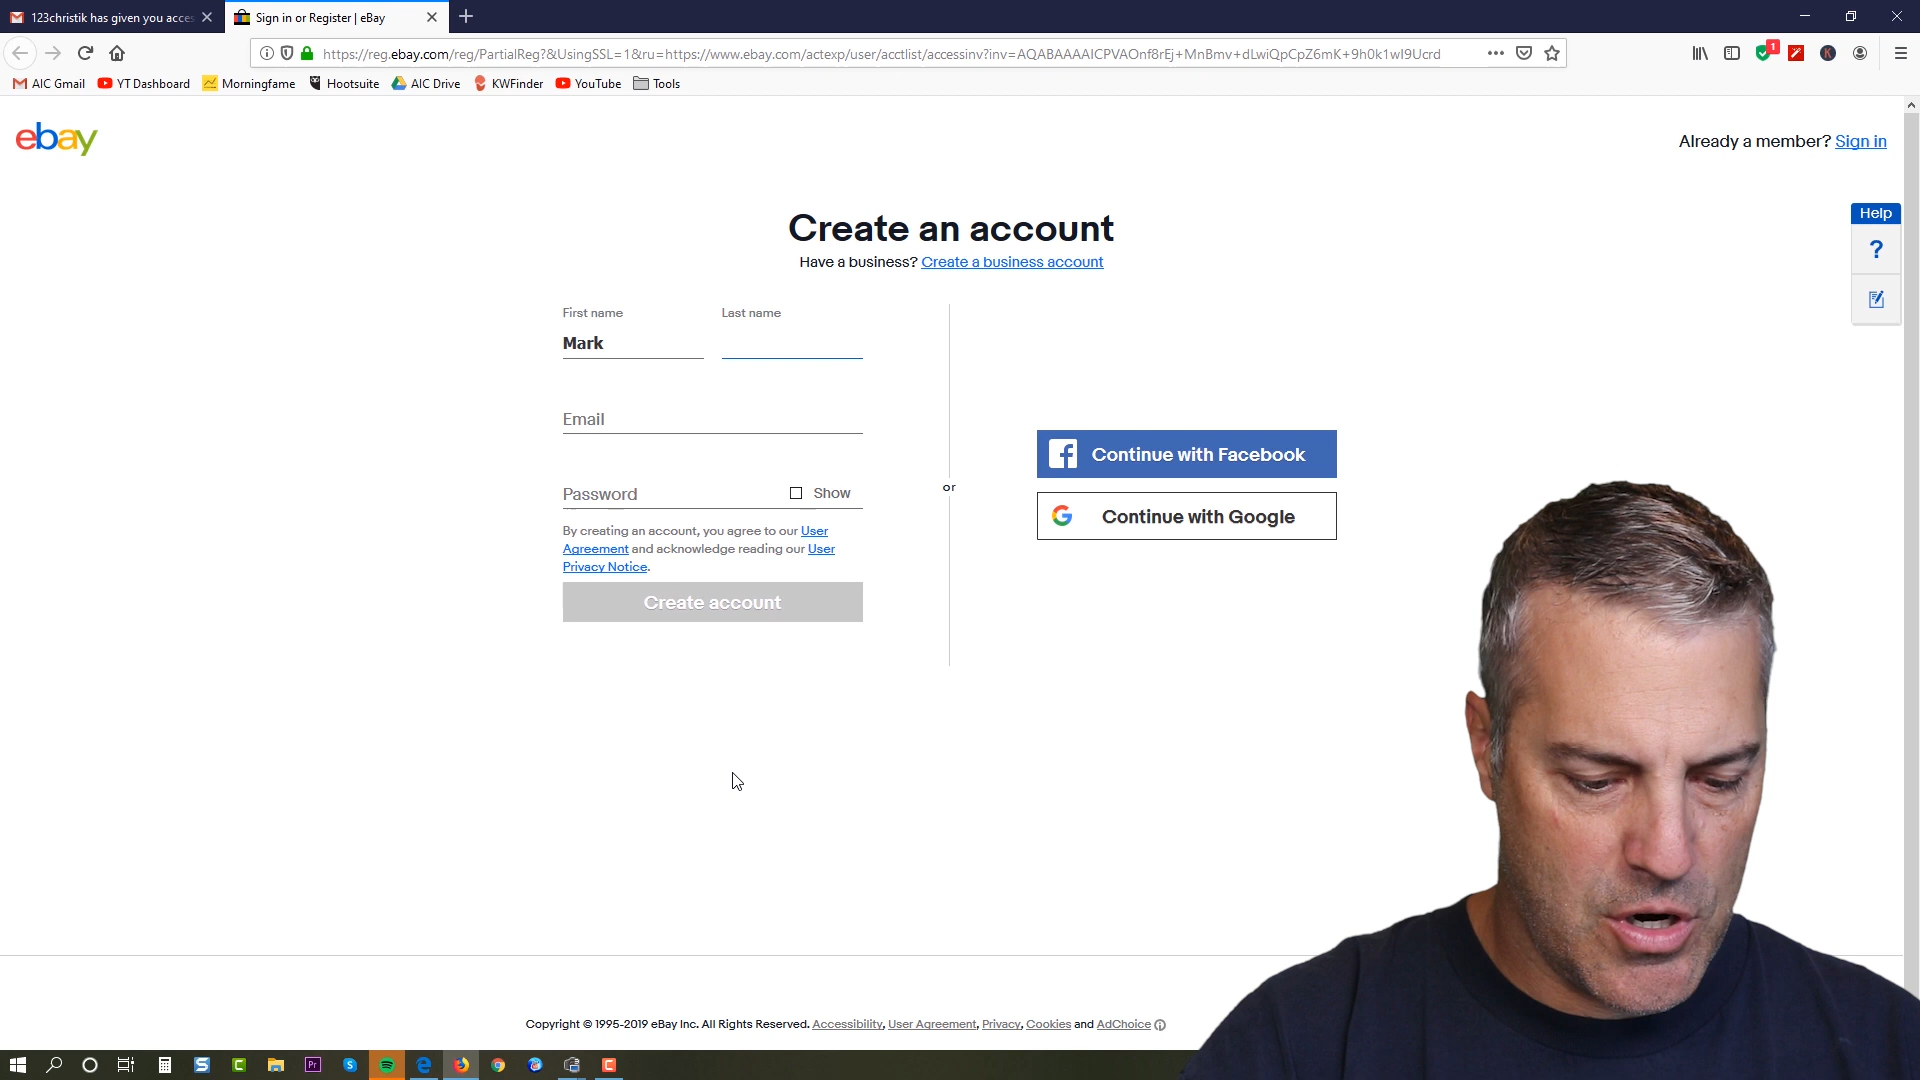 123christik has given you acces
Sign in or Register | eBay
https://reg.ebay.com/reg/PartialReg?&UsingSSL=1&ru=https://www.ebay.com/actexp/user/acctlist/accessinv?inv=AQABAAAAICPVAOnf8rEj+MnBmv+dLwiQpCpZ6mK+9h0k1wI9Ucrd
1
K
AIC Gmail
YT Dashboard
Morningfame
Hootsuite
AIC Drive
KWFinder
YouTube
Tools
ebay
Already a member? Sign in
Help
?
Create an account
Have a business? Create a business account
First name
Last name
Mark
Email
Password
Show
By creating an account, you agree to our User
Agreement and acknowledge reading our User
Privacy Notice.
Create account
or
Continue with Facebook
Continue with Google
Copyright © 1995-2019 eBay Inc. All Rights Reserved. Accessibility, User Agreement, Privacy, Cookies and AdChoice